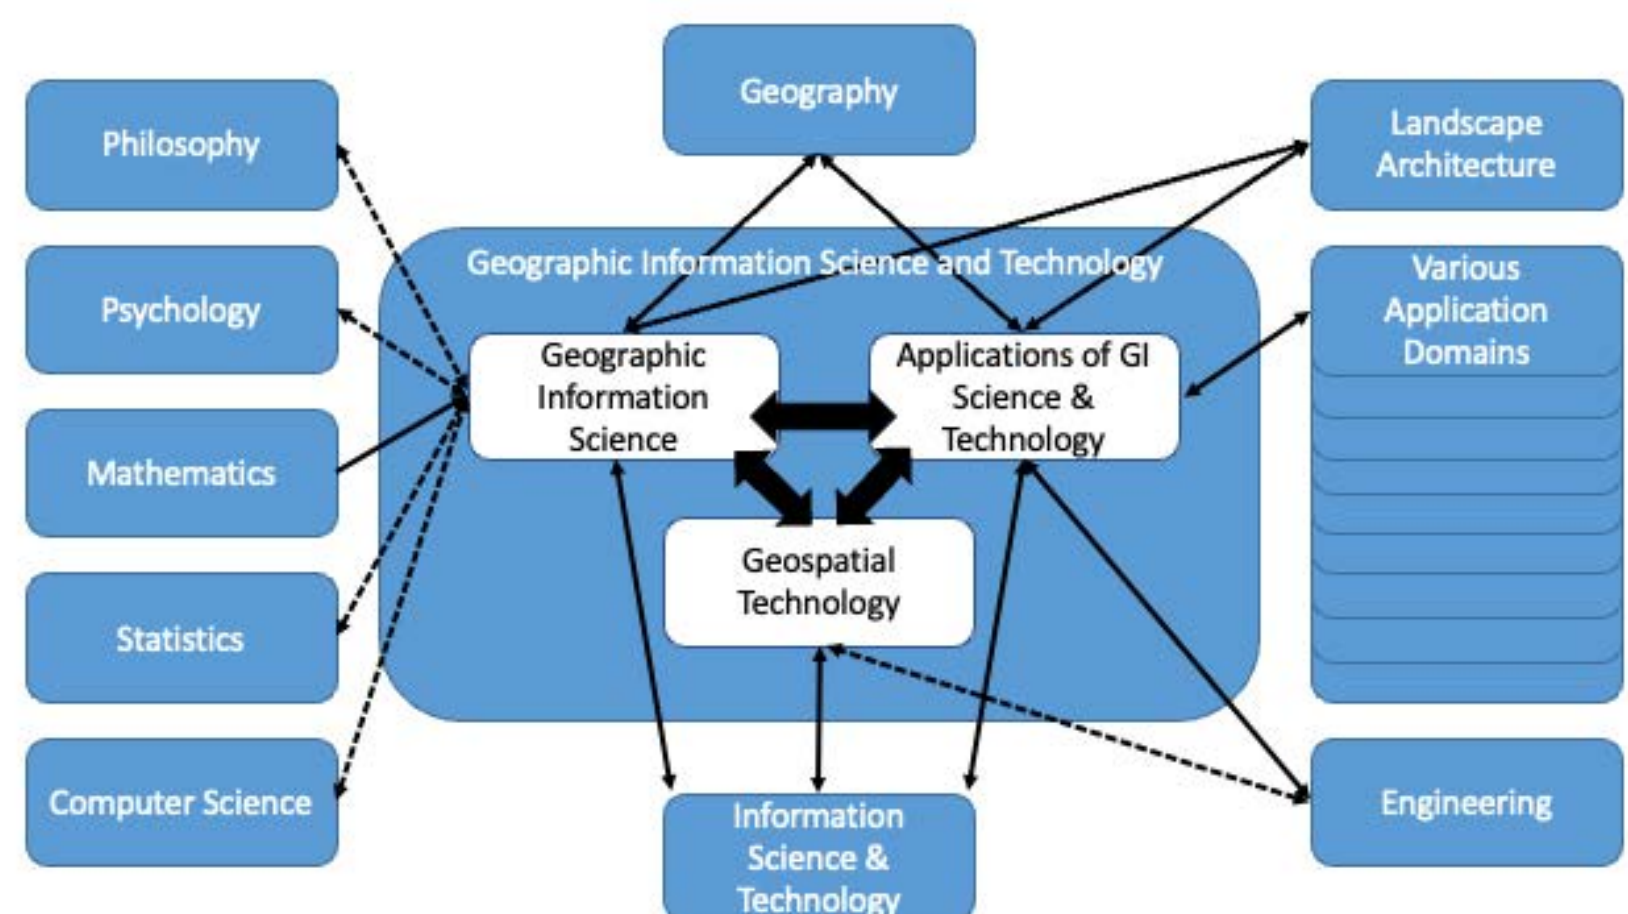 Geography
Philosophy
Landscape
Architecture
Psychology
Geographic Information Science and Technology
Various
Application
Domains
Geographic
Information
Science
Applications of GI
Science &
Technology
Mathematics
Geospatial
Technology
Statistics
Computer Science
Information
Science &
Technology
Engineering